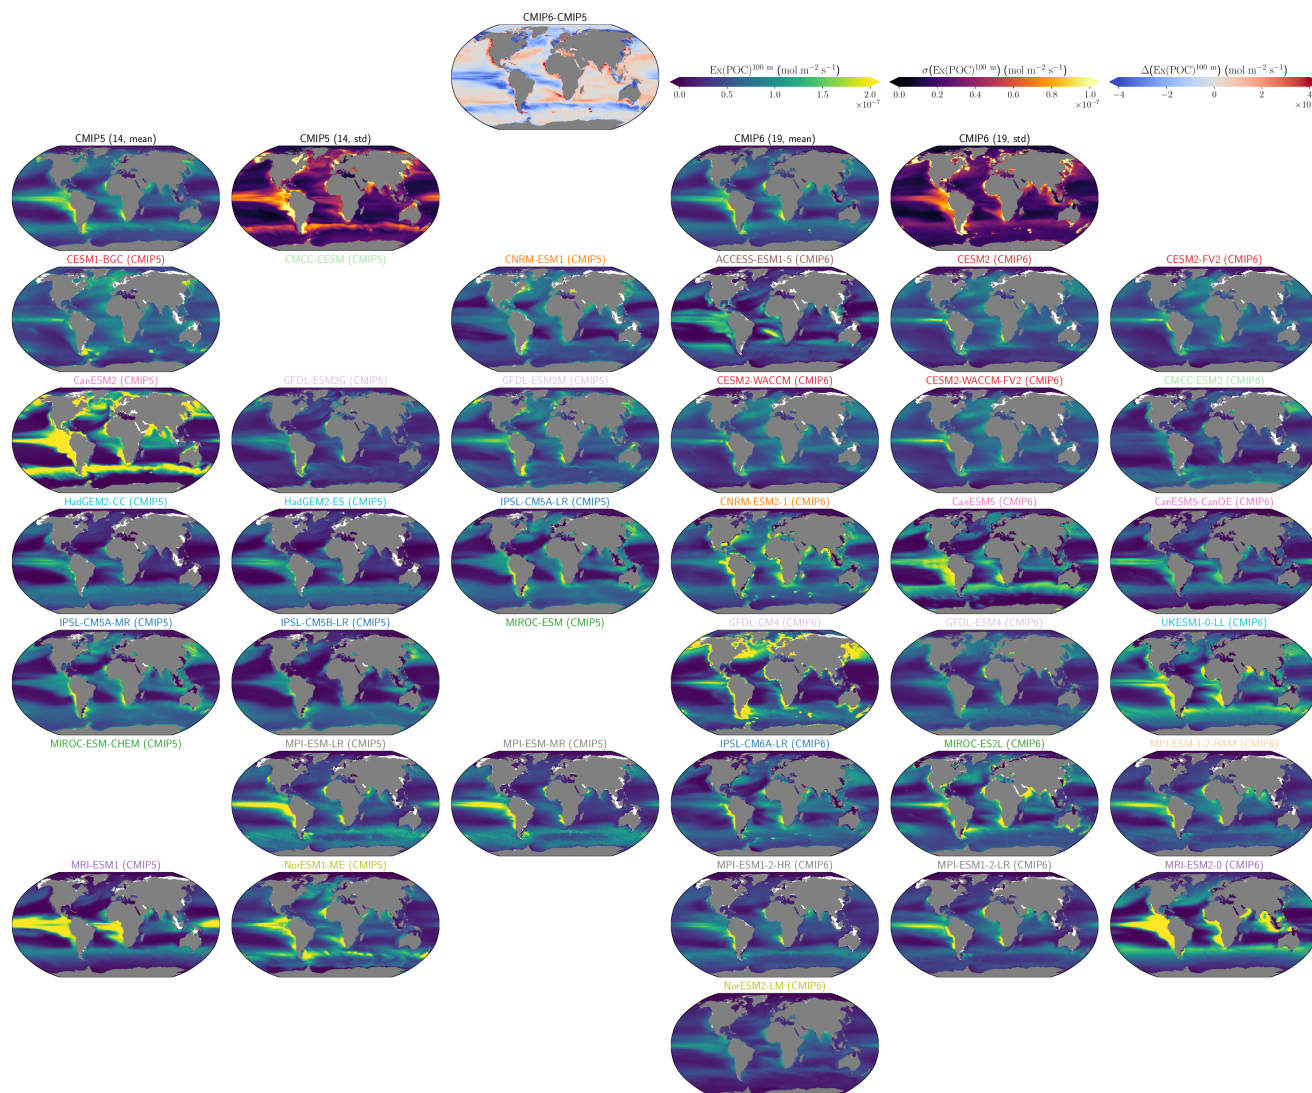 CMIP6-CMIP5
Ex(POC)^100 m (mol m−2 s−1)
0.0 0.5 1.0 1.5 2.0
×10−7
σ(Ex(POC)^100 m) (mol m−2 s−1)
0.0 0.2 0.4 0.6 0.8 1.0
×10−7
Δ(Ex(POC)^100 m) (mol m−2 s−1)
−4 −2 0 2 4
×10
CMIP5 (14, mean) CMIP5 (14, std) CMIP6 (19, mean) CMIP6 (19, std)
CESM1-BGC (CMIP5) CMCC-CESM (CMIP5) CNRM-ESM1 (CMIP5) ACCESS-ESM1-5 (CMIP6) CESM2 (CMIP6) CESM2-FV2 (CMIP6)
CanESM2 (CMIP5) GFDL-ESM2G (CMIP5) GFDL-ESM2M (CMIP5) CESM2-WACCM (CMIP6) CESM2-WACCM-FV2 (CMIP6) CMCC-ESM2 (CMIP6)
HadGEM2-CC (CMIP5) HadGEM2-ES (CMIP5) IPSL-CM5A-LR (CMIP5) CNRM-ESM2-1 (CMIP6) CanESM5 (CMIP6) CanESM5-CanOE (CMIP6)
IPSL-CM5A-MR (CMIP5) IPSL-CM5B-LR (CMIP5) MIROC-ESM (CMIP5) GFDL-CM4 (CMIP6) GFDL-ESM4 (CMIP6) UKESM1-0-LL (CMIP6)
MIROC-ESM-CHEM (CMIP5) MPI-ESM-LR (CMIP5) MPI-ESM-MR (CMIP5) IPSL-CM6A-LR (CMIP6) MIROC-ES2L (CMIP6) MPI-ESM-1-2-HAM (CMIP6)
MRI-ESM1 (CMIP5) NorESM1-ME (CMIP5) MPI-ESM1-2-HR (CMIP6) MPI-ESM1-2-LR (CMIP6) MRI-ESM2-0 (CMIP6)
NorESM2-LM (CMIP6)